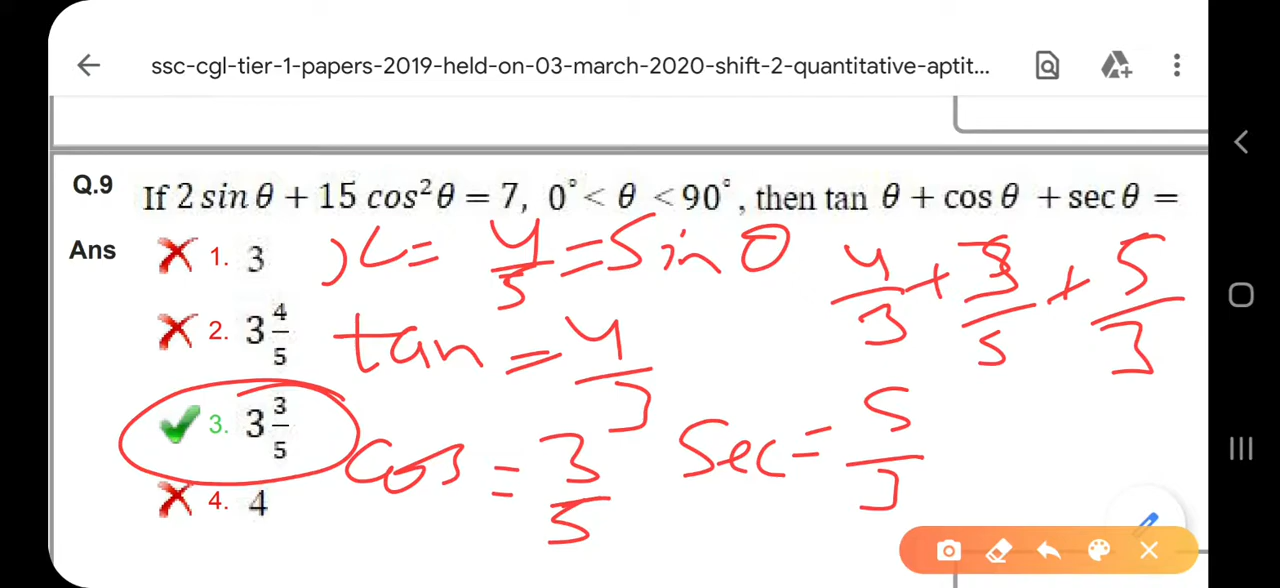 ssc-cgl-tier-1-papers-2019-held-on-03-march-2020-shift-2-quantitative-aptit...
Q.9 If 2 sin θ + 15 cos² θ = 7, 0° < θ < 90°, then tan θ + cos θ + sec θ =
Ans 1. 3
x = 4/5 = Sin θ
4/3 + 3/5 + 5/3
2. 3 4/5
tan = 4/3
3. 3 3/5
cos = 3/5
Sec = 5/3
4. 4